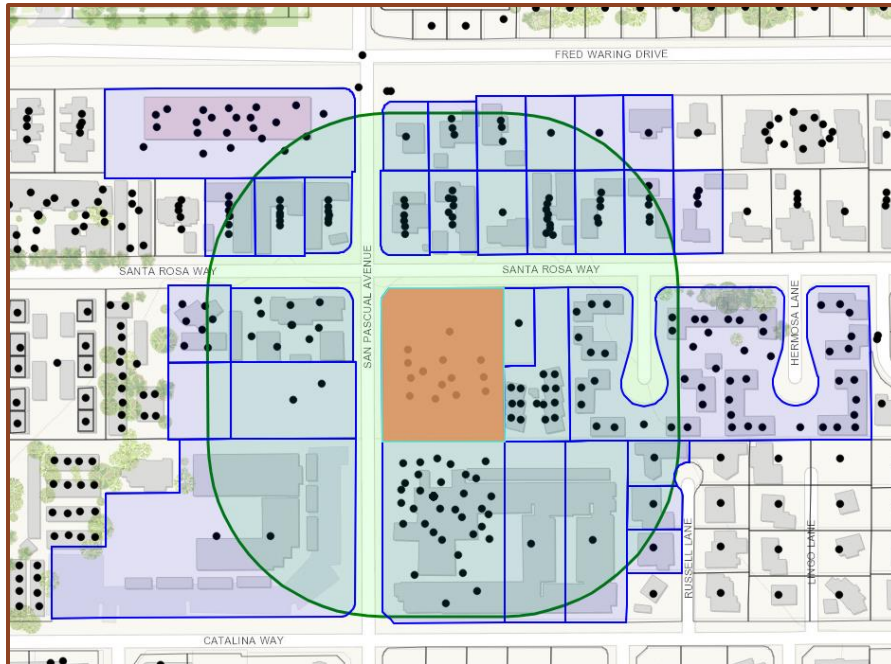 FRED WARING DRIVE
SANTA ROSA WAY
SANTA ROSA WAY
SAN PASCUAL AVENUE
HERMOSA LANE
RUSSELL LANE
LINGO LANE
CATALINA WAY